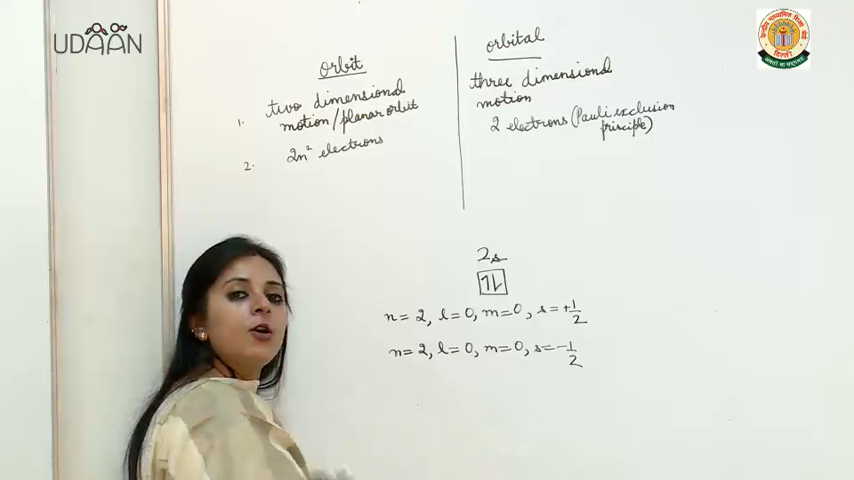 UDAAN
orbit
1. two dimensional
motion/planar orbit
2. 2n² electrons
orbital
three dimensional
motion
2 electrons (Pauli exclusion
principle)
2s
1L
n=2, l=0, m=0, s=+1/2
n=2, l=0, m=0, s=-1/2